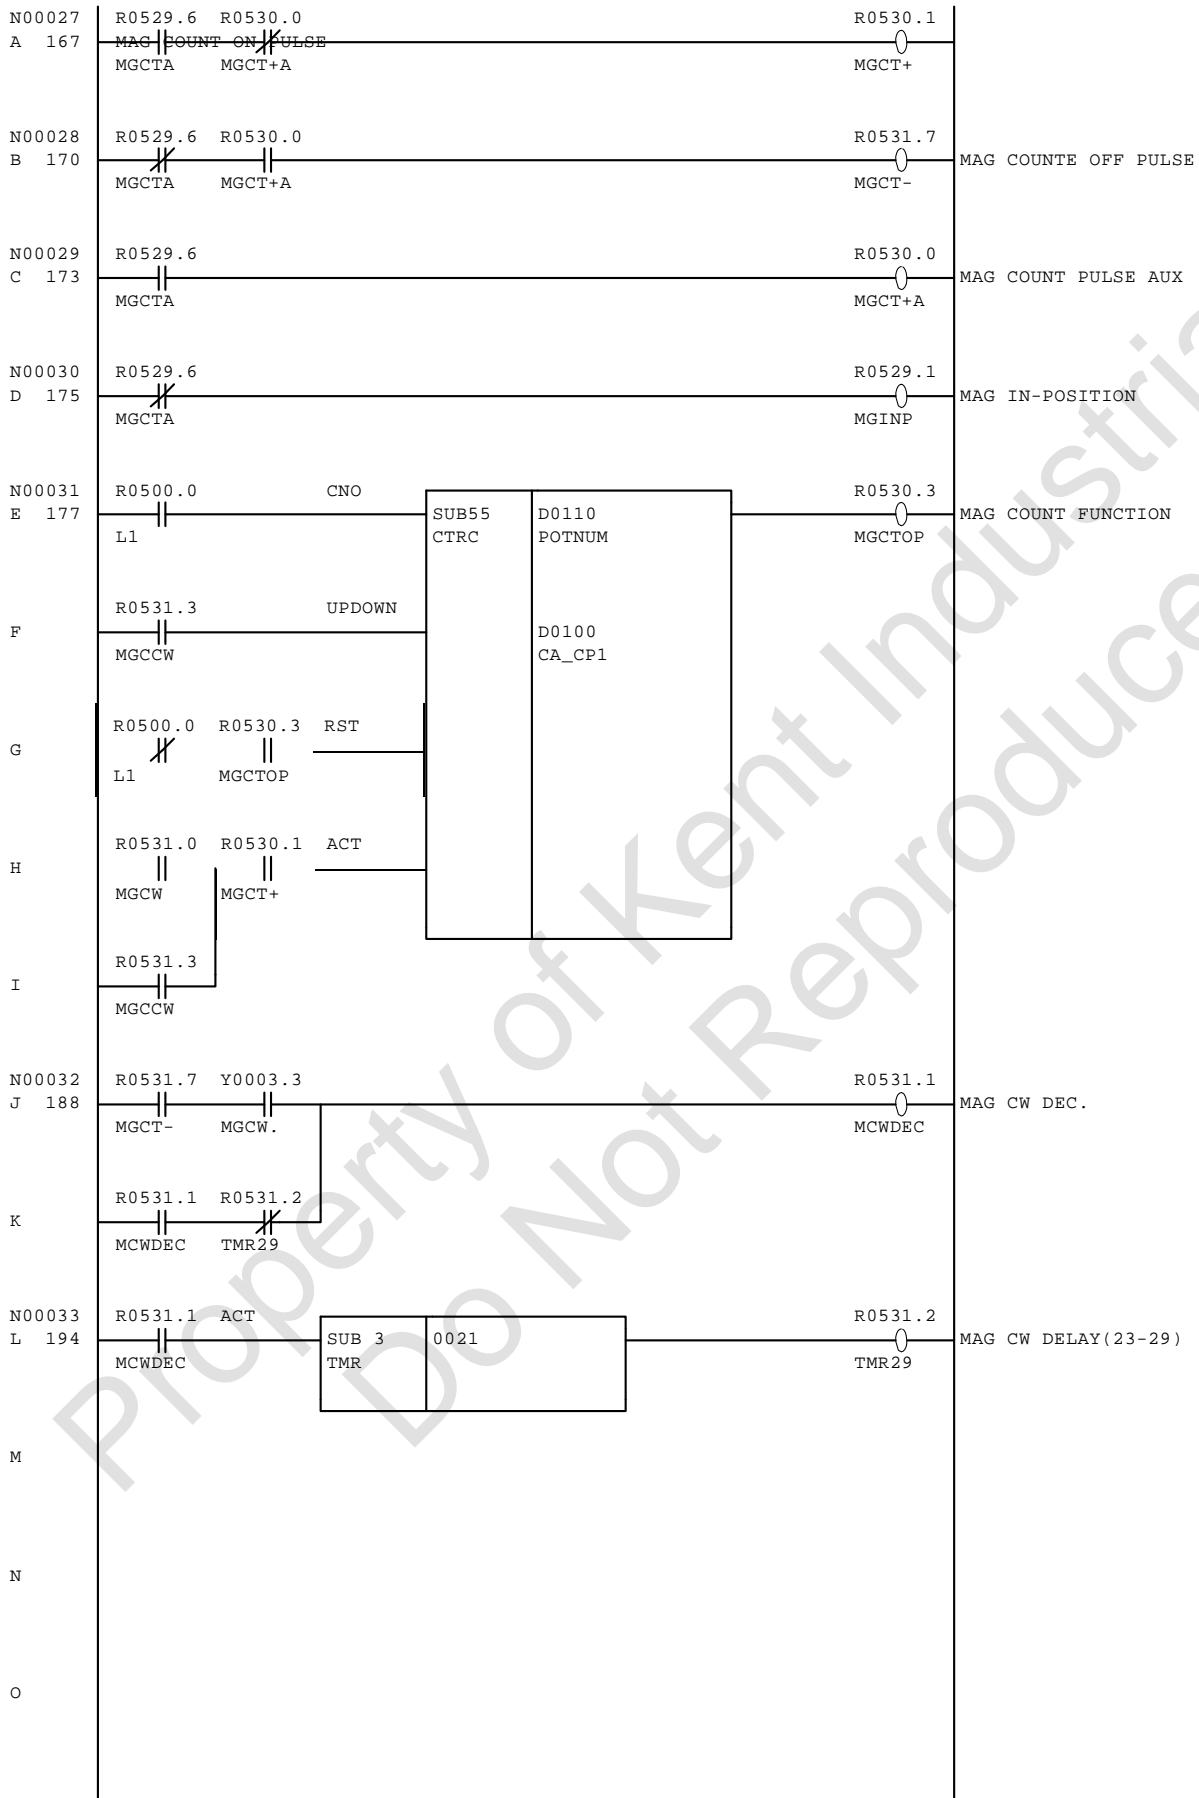 N00027 R0529.6 R0530.0 R0530.1
A 167 MAG COUNT ON PULSE
MGCTA MGCT+A MGCT+
N00028 R0529.6 R0530.0 R0531.7
B 170 MAG COUNTE OFF PULSE
MGCTA MGCT+A MGCT-
N00029 R0529.6 R0530.0
C 173 MAG COUNT PULSE AUX
MGCTA MGCT+A
N00030 R0529.6 R0529.1
D 175 MAG IN-POSITION
MGCTA MGINP
N00031 R0500.0 CNO R0530.3
E 177 SUB55 D0110 MAG COUNT FUNCTION
L1 CTRC POTNUM MGCTOP
R0531.3 UPDOWN
F D0100
MGCCW CA_CP1
R0500.0 R0530.3 RST
G
L1 MGCTOP
R0531.0 R0530.1 ACT
H
MGCW MGCT+
R0531.3
I
MGCCW
N00032 R0531.7 Y0003.3 R0531.1
J 188 MAG CW DEC.
MGCT- MGCW. MCWDEC
R0531.1 R0531.2
K
MCWDEC TMR29
N00033 R0531.1 ACT R0531.2
L 194 SUB 3 0021 MAG CW DELAY(23-29)
MCWDEC TMR TMR29
M
N
O
Property of Kent Industria
Do Not Reproduce